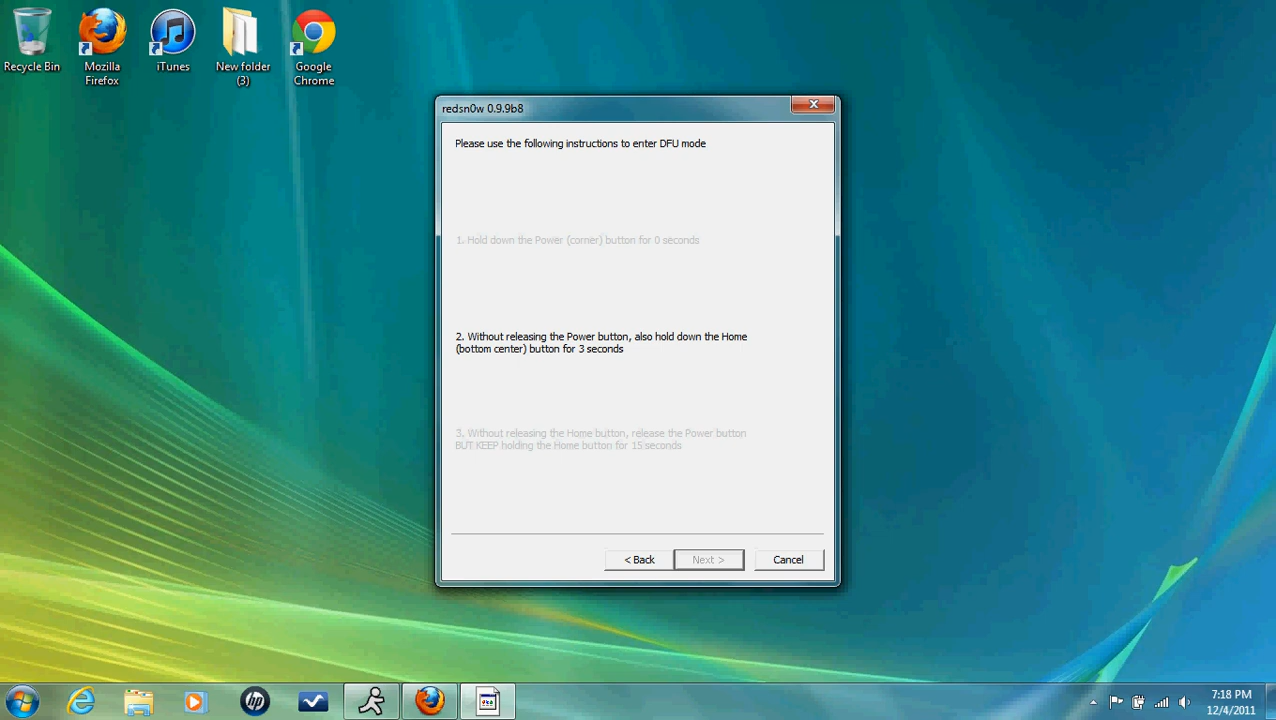 Recycle Bin
Mozilla
Firefox
iTunes
New folder
(3)
Google
Chrome
redsn0w 0.9.9b8
Please use the following instructions to enter DFU mode
1. Hold down the Power (corner) button for 0 seconds
2. Without releasing the Power button, also hold down the Home
(bottom center) button for 3 seconds
3. Without releasing the Home button, release the Power button
BUT KEEP holding the Home button for 15 seconds
< Back
Next >
Cancel
hp
7:18 PM
12/4/2011